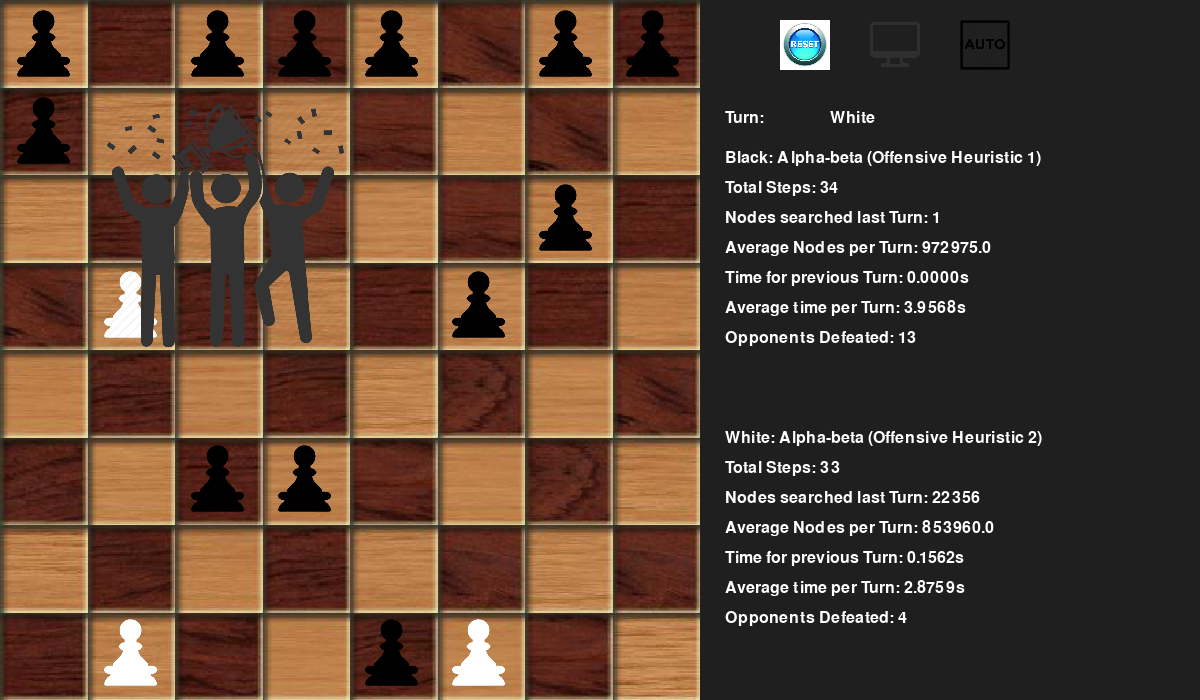 RESET
AUTO
Turn: White
Black: Alpha-beta (Offensive Heuristic 1)
Total Steps: 34
Nodes searched last Turn: 1
Average Nodes per Turn: 972975.0
Time for previous Turn: 0.0000s
Average time per Turn: 3.9568s
Opponents Defeated: 13
White: Alpha-beta (Offensive Heuristic 2)
Total Steps: 33
Nodes searched last Turn: 22356
Average Nodes per Turn: 853960.0
Time for previous Turn: 0.1562s
Average time per Turn: 2.8759s
Opponents Defeated: 4